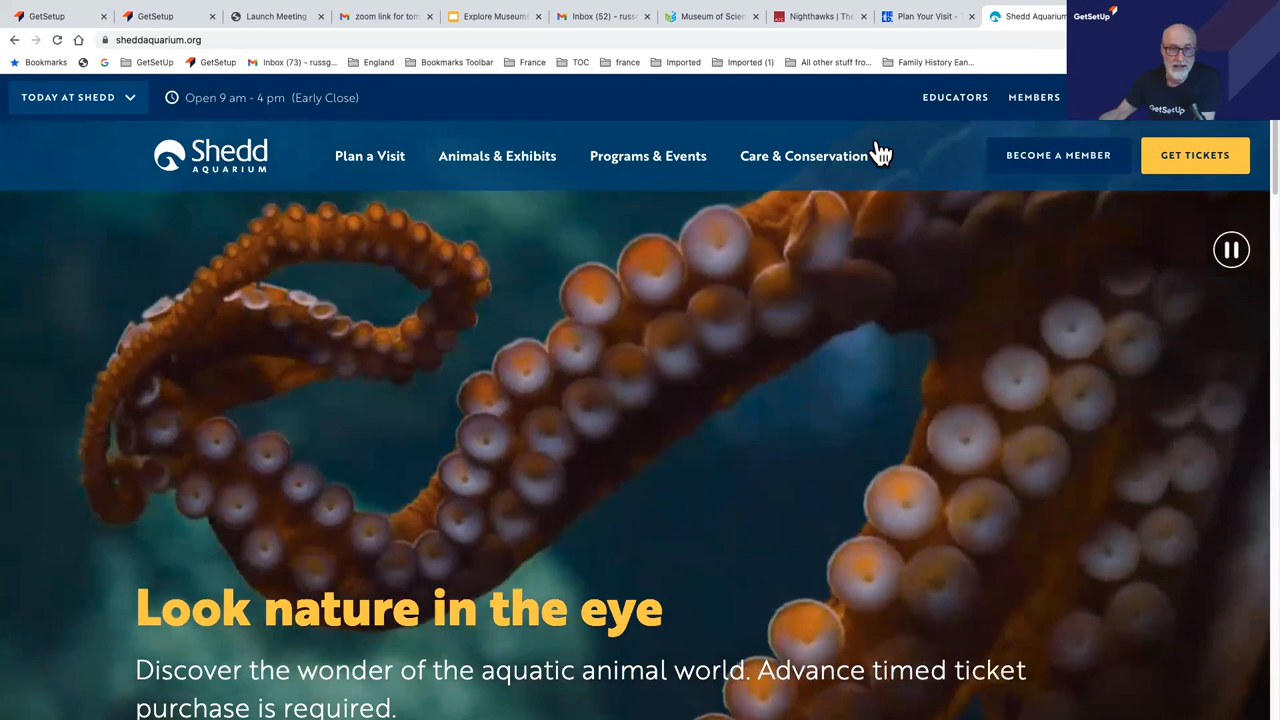 GetSetUp
GetSetUp
Launch Meeting
zoom link for tom
Explore Museums
Inbox (52) - russg
Museum of Scien
Nighthawks | The
Plan Your Visit -
Shedd Aquarium
sheddaquarium.org
Bookmarks
GetSetUp
GetSetUp
Inbox (73) - russg...
England
Bookmarks Toolbar
France
TOC
france
Imported
Imported (1)
All other stuff fro...
Family History Ean...
GetSetUp
GetSetUp
TODAY AT SHEDD
Open 9 am - 4 pm (Early Close)
EDUCATORS
MEMBERS
Shedd
AQUARIUM
Plan a Visit
Animals & Exhibits
Programs & Events
Care & Conservation
BECOME A MEMBER
GET TICKETS
Look nature in the eye
Discover the wonder of the aquatic animal world. Advance timed ticket
purchase is required.